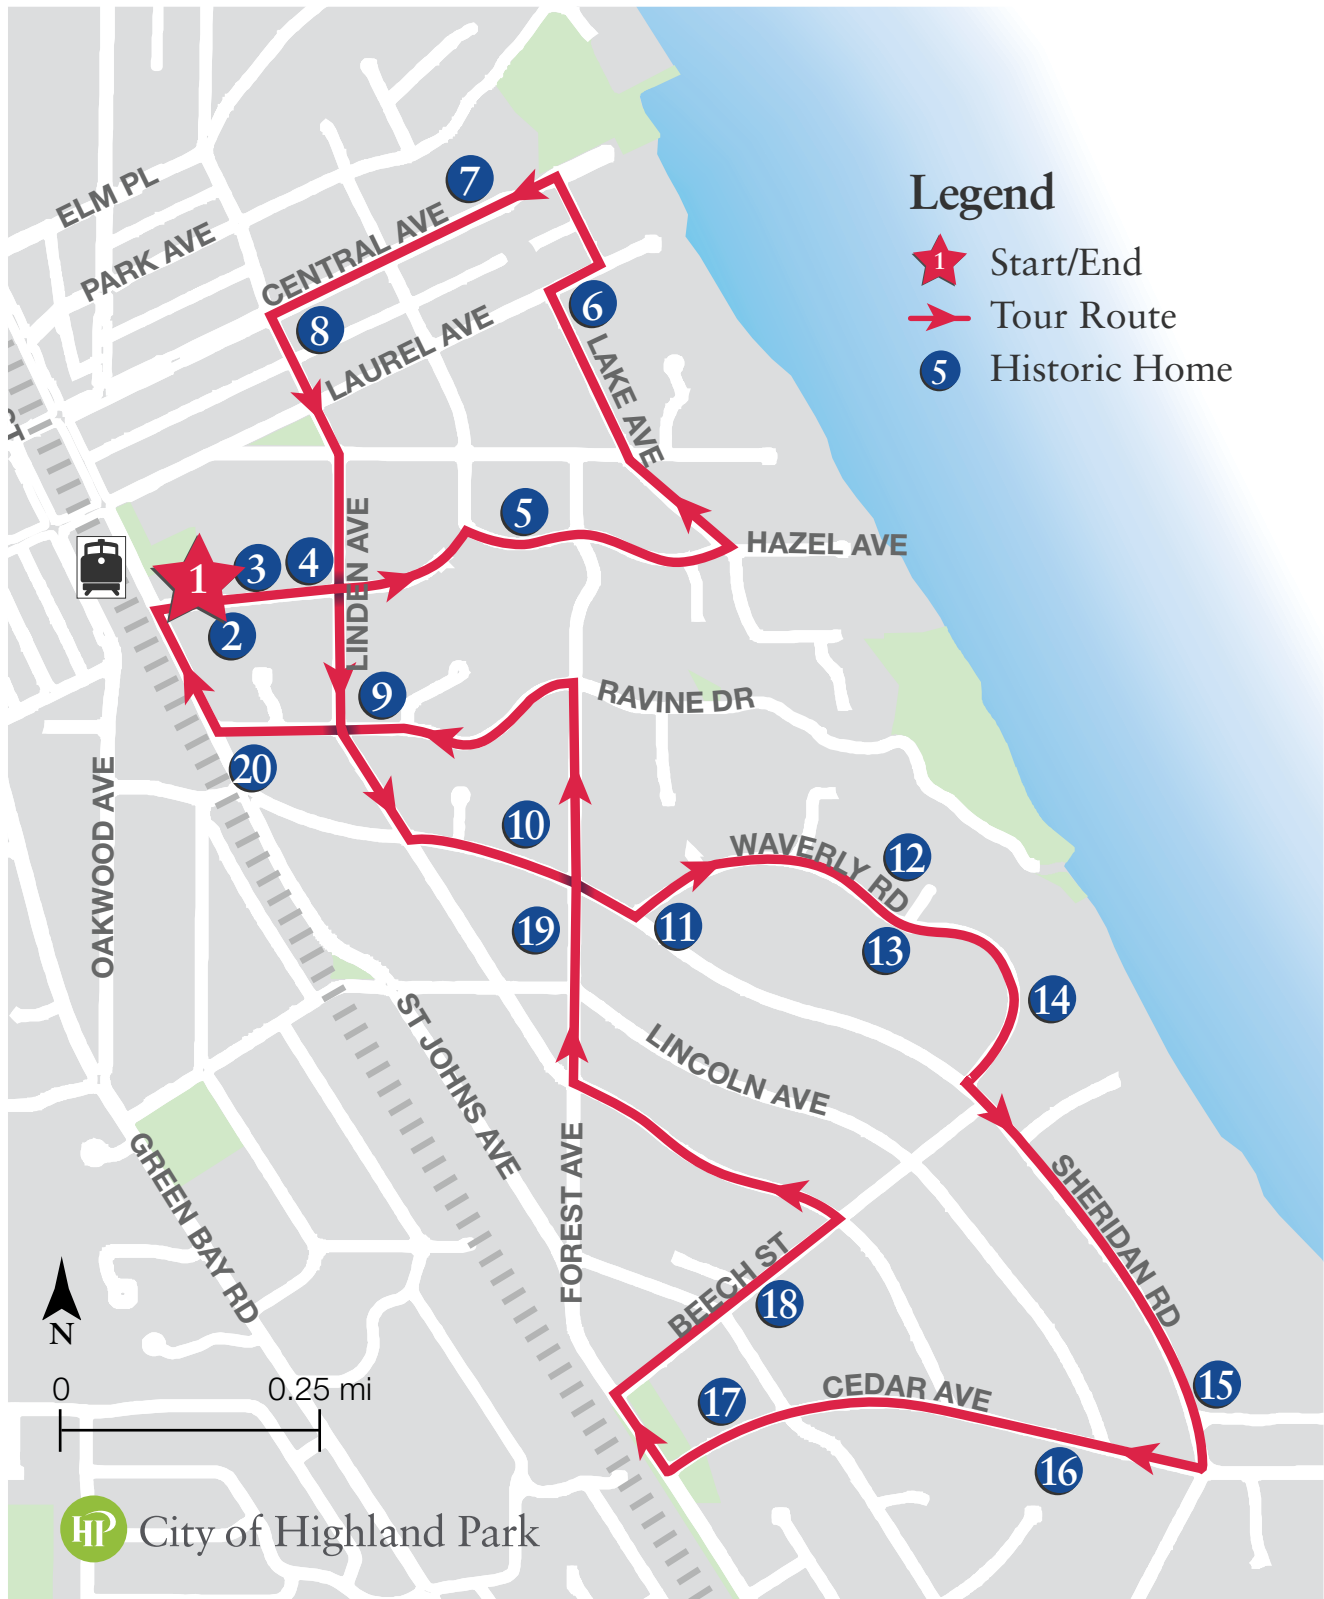 ELM PL
PARK AVE
CENTRAL AVE
LAUREL AVE
7
8
6
LAKE AVE
Legend
1 Start/End
Tour Route
5 Historic Home
5
HAZEL AVE
1
3
4
2
LINDEN AVE
9
RAVINE DR
20
OAKWOOD AVE
10
WAVERLY RD
12
19
11
13
14
ST JOHNS AVE
LINCOLN AVE
GREEN BAY RD
FOREST AVE
SHERIDAN RD
BEECH ST
18
N
0
0.25 mi
17
CEDAR AVE
15
16
HP City of Highland Park